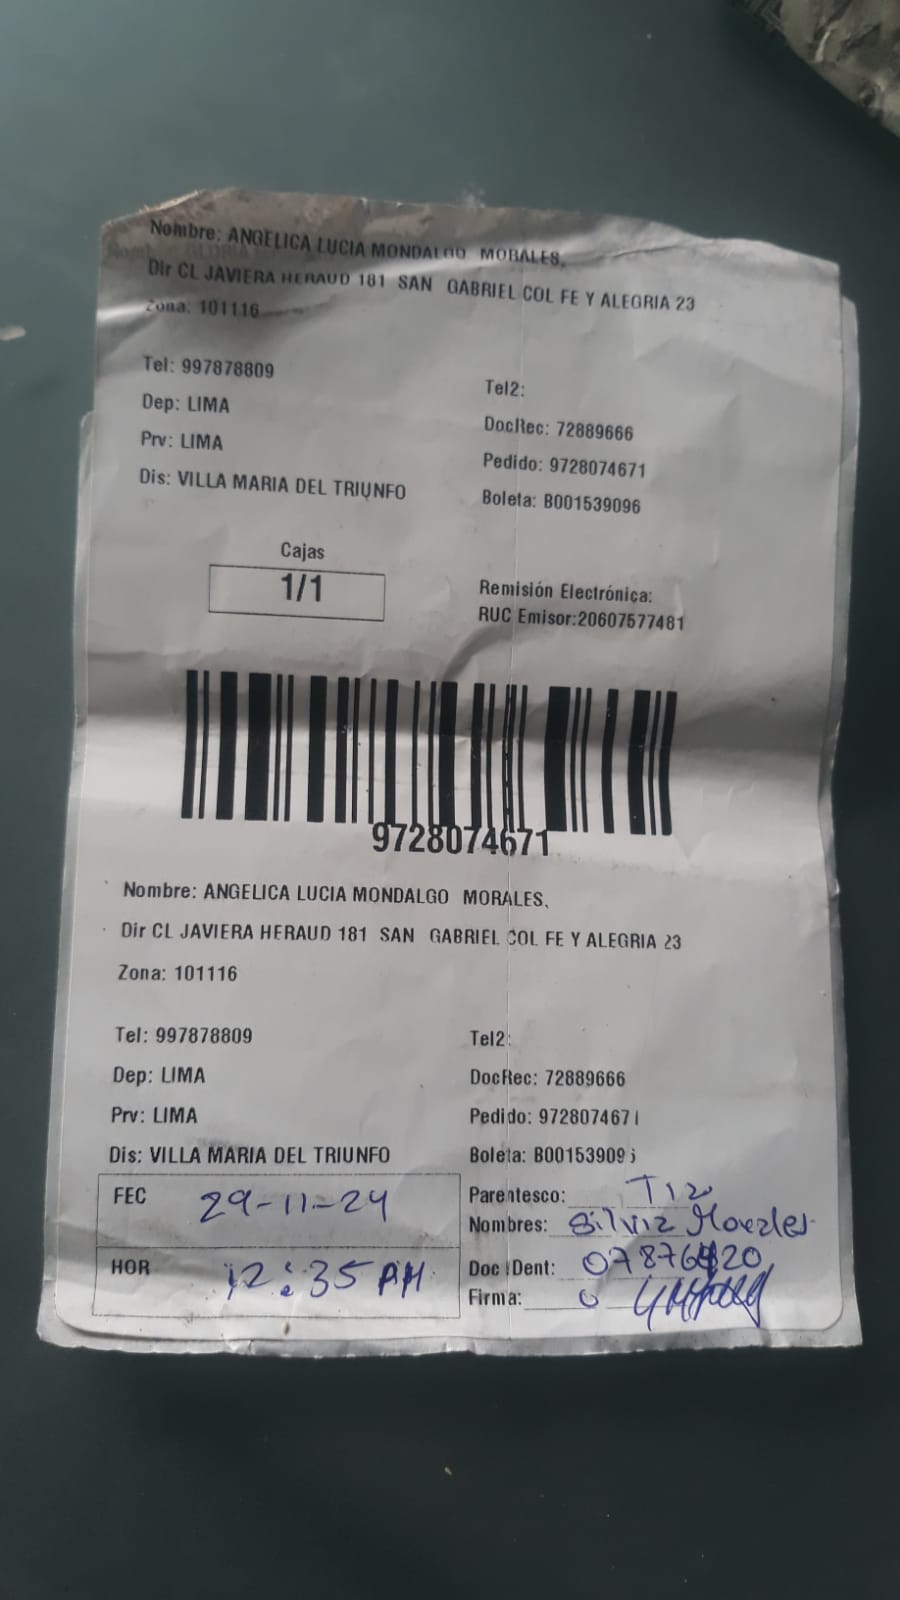 Nombre: ANGELICA LUCIA MONDALGO MORALES,
Dir CL JAVIERA HERAUD 181 SAN GABRIEL COL FE Y ALEGRIA 23
Zona: 101116
Tel: 997878809
Tel2:
Dep: LIMA
DocRec: 72889666
Prv: LIMA
Pedido: 9728074671
Dis: VILLA MARIA DEL TRIUNFO
Boleta: B001539096
Cajas
1/1
Remisión Electrónica:
RUC Emisor:20607577481
9728074671
Nombre: ANGELICA LUCIA MONDALGO MORALES,
Dir CL JAVIERA HERAUD 181 SAN GABRIEL COL FE Y ALEGRIA 23
Zona: 101116
Tel: 997878809
Tel2:
Dep: LIMA
DocRec: 72889666
Prv: LIMA
Pedido: 9728074671
Dis: VILLA MARIA DEL TRIUNFO
Boleta: B001539096
FEC 29-11-24
Parentesco: Tia
Nombres: Silvia Morales
HOR 12:35 PM
Doc Ident:
Firma: